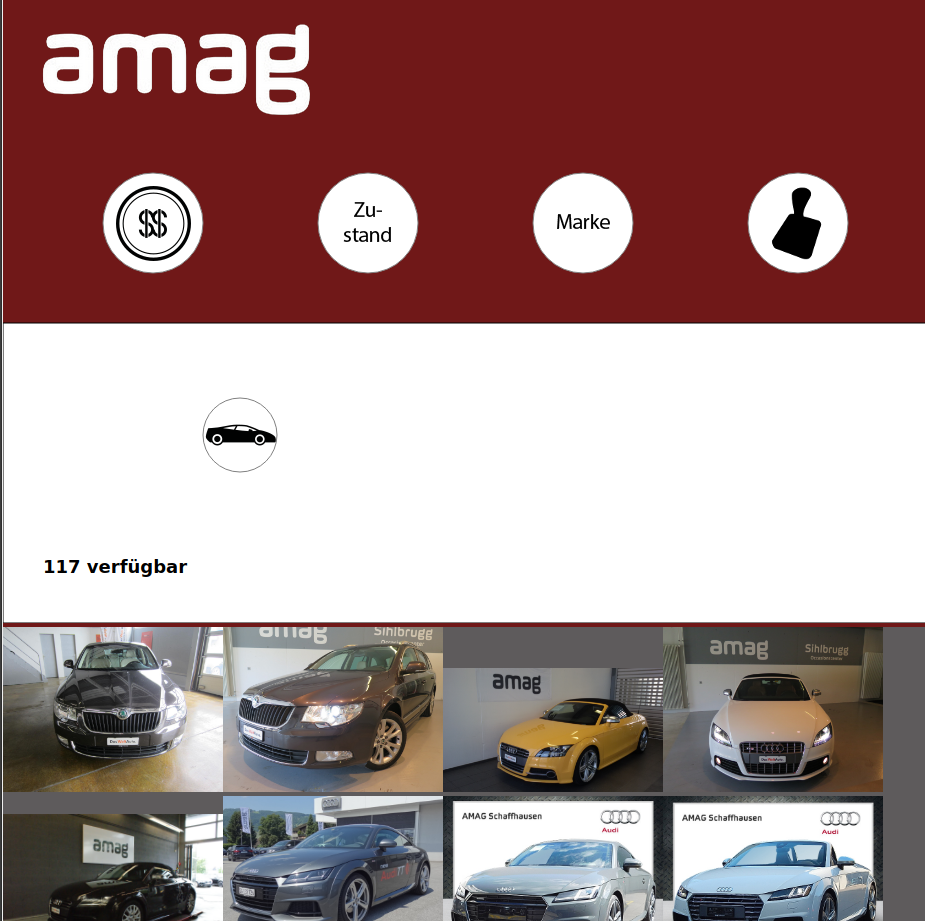 amag
Zu-
stand
Marke
117 verfügbar
amag
Sihlbrugg
amag
amag
Sihlbrugg
amag
AMAG Schaffhausen
Audi
AMAG Schaffhausen
Audi